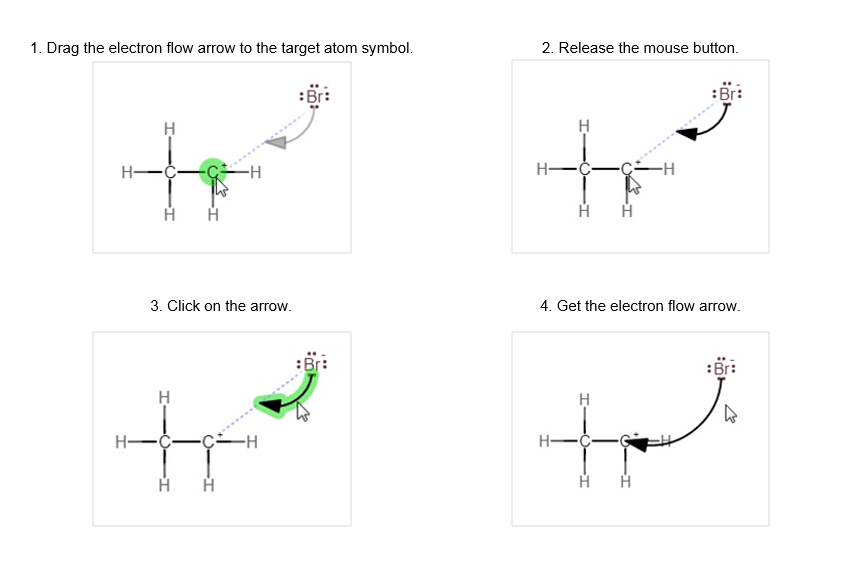 1. Drag the electron flow arrow to the target atom symbol.
2. Release the mouse button.
:Br: -
H
H C C + H
H H
:Br: -
H
H C C + H
H H
3. Click on the arrow.
4. Get the electron flow arrow.
:Br: -
H
H C C + H
H H
:Br: -
H
H C C + H
H H